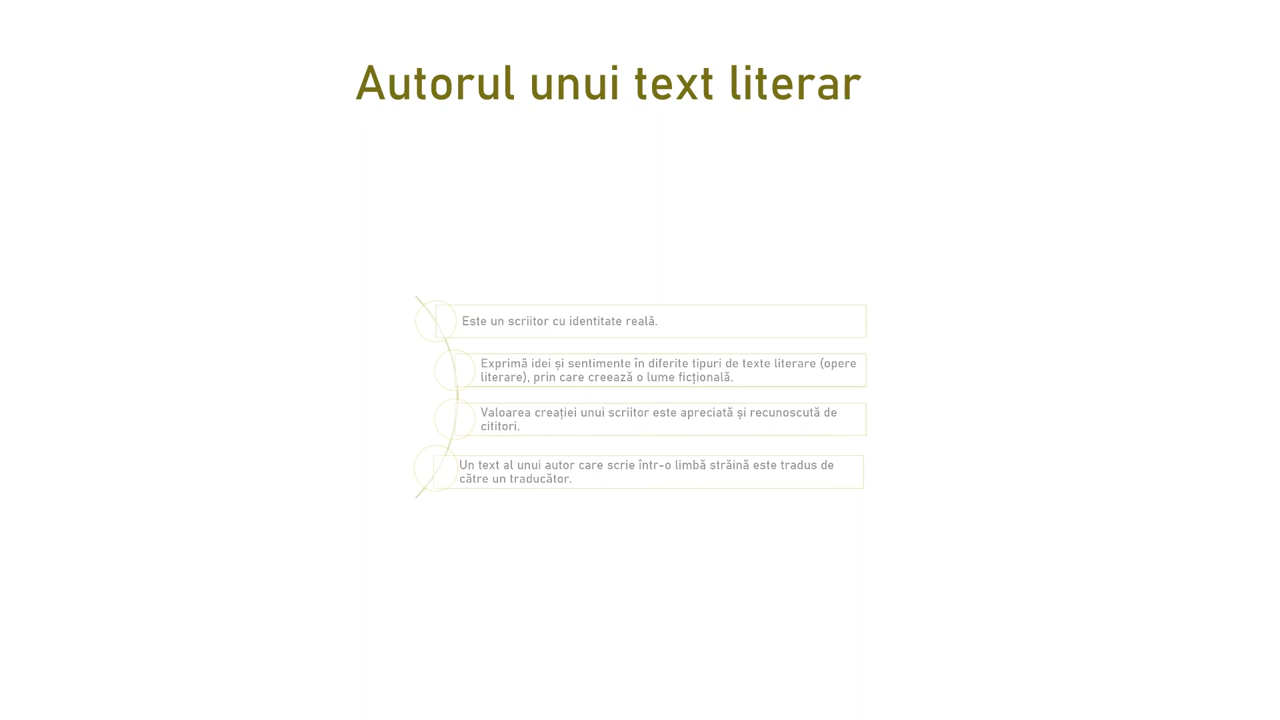 Autorul unui text literar
Este un scriitor cu identitate reală.
Exprimă idei și sentimente în diferite tipuri de texte literare (opere
literare), prin care creează o lume ficțională.
Valoarea creației unui scriitor este apreciată și recunoscută de
cititori.
Un text al unui autor care scrie într-o limbă străină este tradus de
către un traducător.